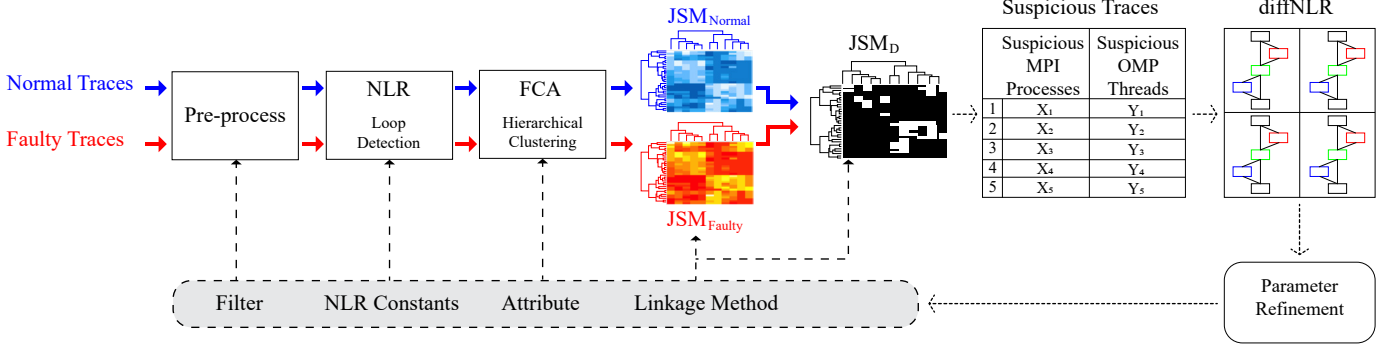 Normal Traces
Faulty Traces
Pre-process
NLR
Loop
Detection
FCA
Hierarchical
Clustering
JSM_Normal
JSM_Faulty
JSM_D
Suspicious Traces
Suspicious MPI Processes
Suspicious OMP Threads
1 X₁ Y₁
2 X₂ Y₂
3 X₃ Y₃
4 X₄ Y₄
5 X₅ Y₅
diffNLR
Parameter
Refinement
Filter NLR Constants Attribute Linkage Method